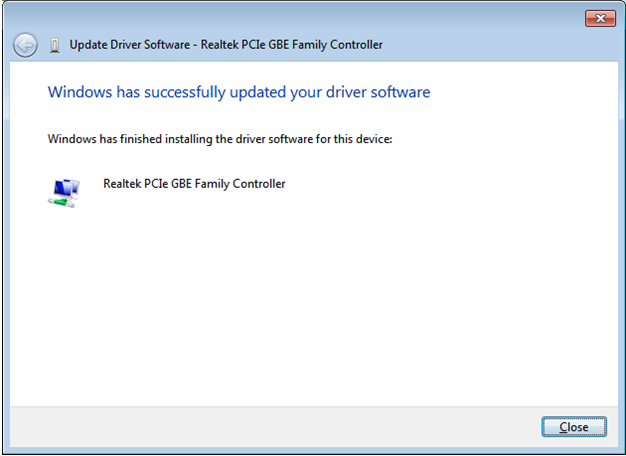 Update Driver Software - Realtek PCIe GBE Family Controller
Windows has successfully updated your driver software
Windows has finished installing the driver software for this device:
Realtek PCIe GBE Family Controller
Close